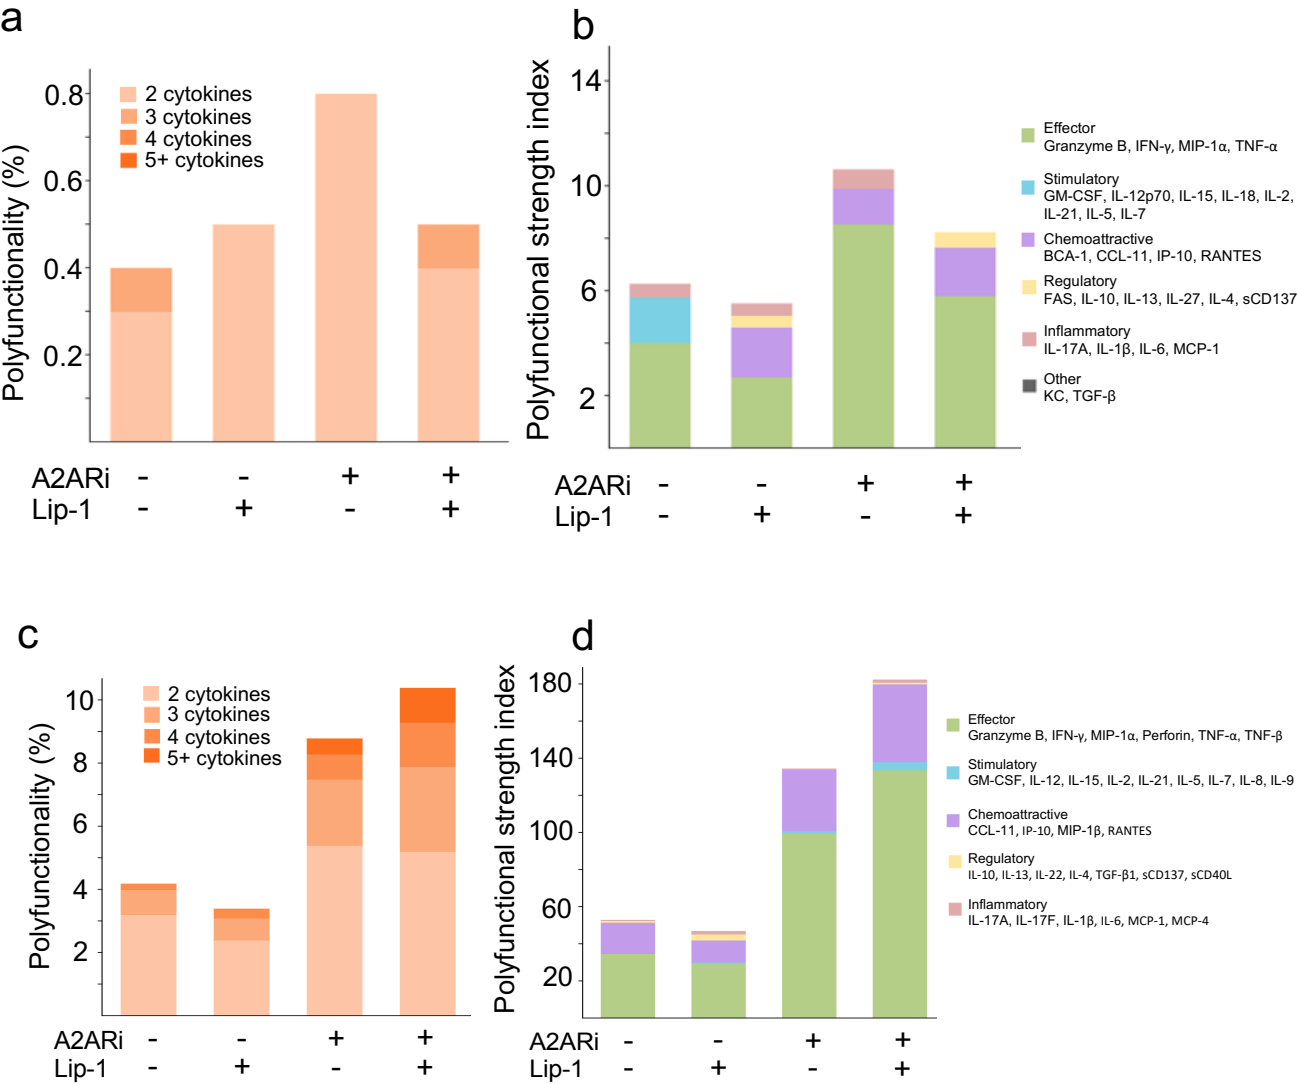 a
Polyfunctionality (%)
0.8
0.6
0.4
0.2
2 cytokines
3 cytokines
4 cytokines
5+ cytokines
A2ARi - - + +
Lip-1 - + - +
b
Polyfunctional strength index
14
10
6
2
Effector
Granzyme B, IFN-γ, MIP-1α, TNF-α
Stimulatory
GM-CSF, IL-12p70, IL-15, IL-18, IL-2,
IL-21, IL-5, IL-7
Chemoattractive
BCA-1, CCL-11, IP-10, RANTES
Regulatory
FAS, IL-10, IL-13, IL-27, IL-4, sCD137
Inflammatory
IL-17A, IL-1β, IL-6, MCP-1
Other
KC, TGF-β
A2ARi - - + +
Lip-1 - + - +
c
Polyfunctionality (%)
10
8
6
4
2
2 cytokines
3 cytokines
4 cytokines
5+ cytokines
A2ARi - - + +
Lip-1 - + - +
d
Polyfunctional strength index
180
140
100
60
20
Effector
Granzyme B, IFN-γ, MIP-1α, Perforin, TNF-α, TNF-β
Stimulatory
GM-CSF, IL-12, IL-15, IL-2, IL-21, IL-5, IL-7, IL-8, IL-9
Chemoattractive
CCL-11, IP-10, MIP-1β, RANTES
Regulatory
IL-10, IL-13, IL-22, IL-4, TGF-β1, sCD137, sCD40L
Inflammatory
IL-17A, IL-17F, IL-1β, IL-6, MCP-1, MCP-4
A2ARi - - + +
Lip-1 - + - +